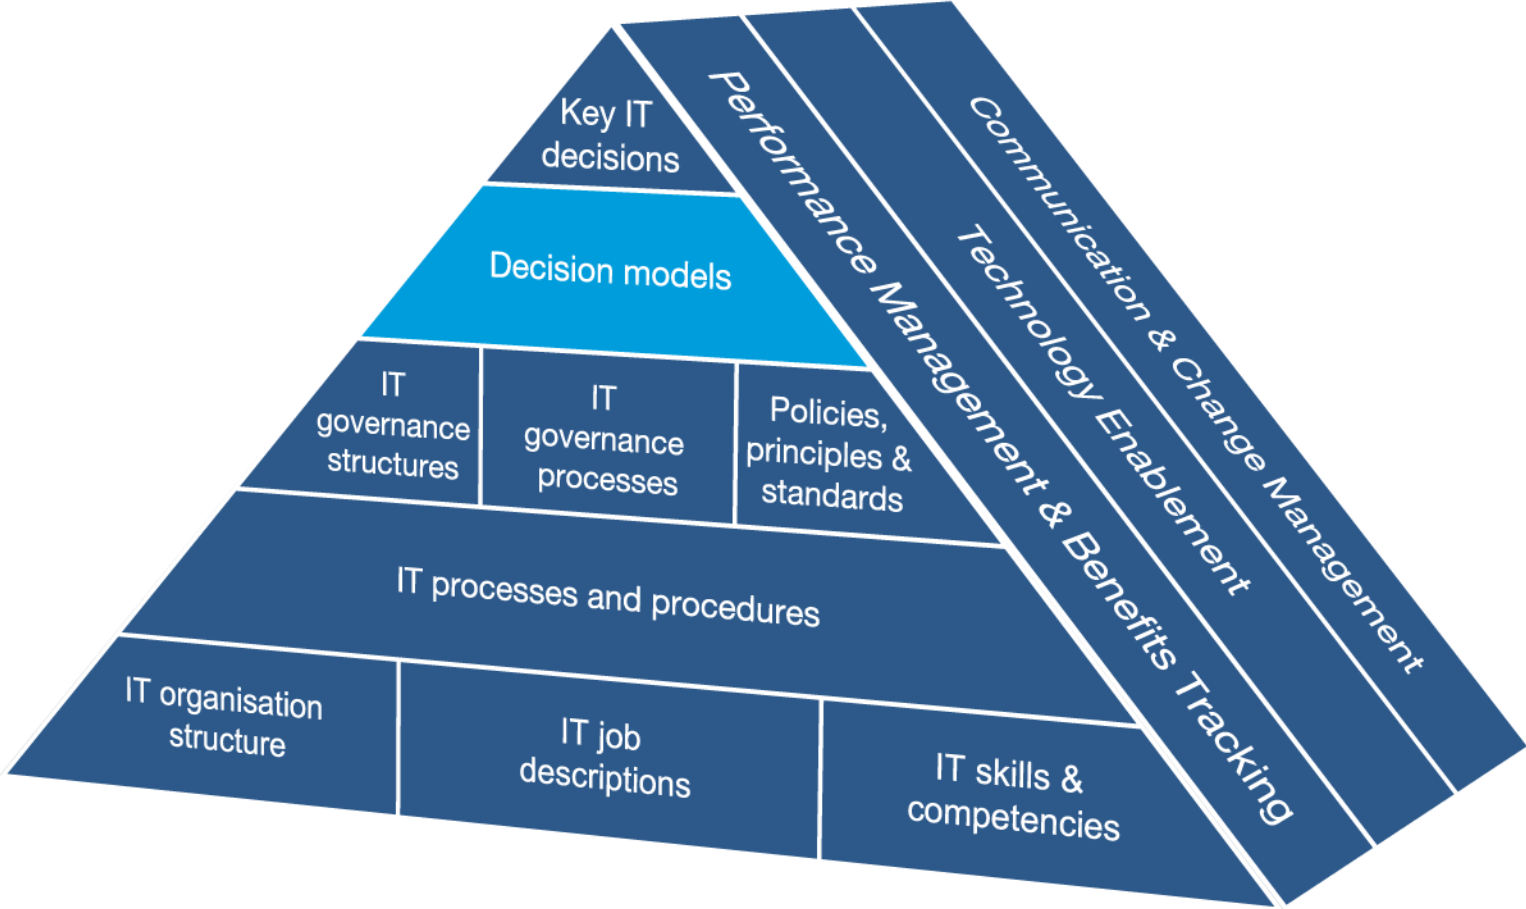 Key IT
decisions
Decision models
IT
governance
structures
IT
governance
processes
Policies,
principles &
standards
IT processes and procedures
IT organisation
structure
IT job
descriptions
IT skills &
competencies
Performance Management & Benefits Tracking
Technology Enablement
Communication & Change Management